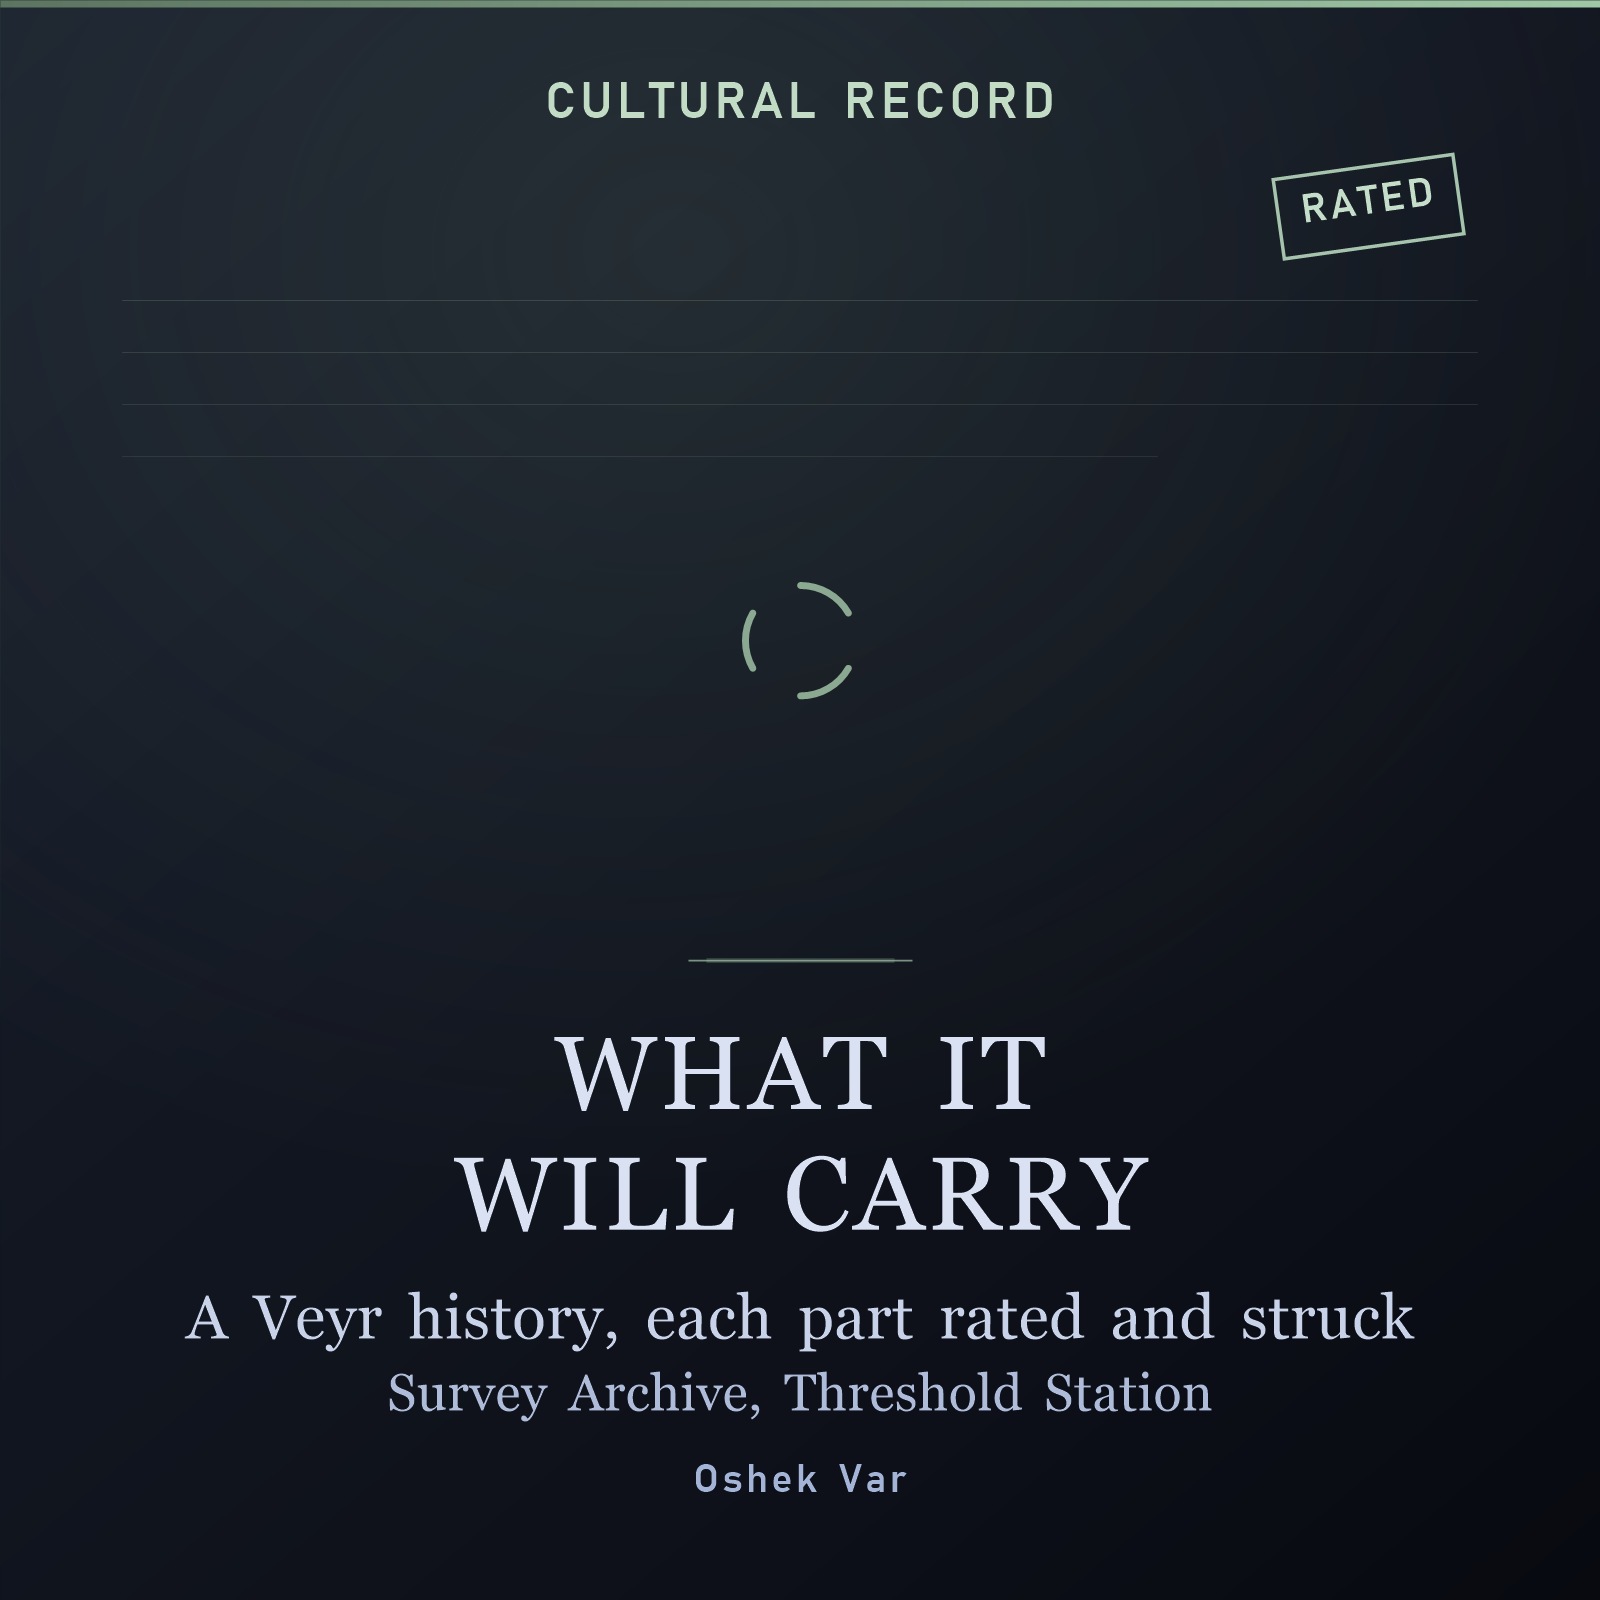 CULTURAL RECORD
RATED
WHAT IT
WILL CARRY
A Veyr history, each part rated and struck
Survey Archive, Threshold Station
Oshek Var